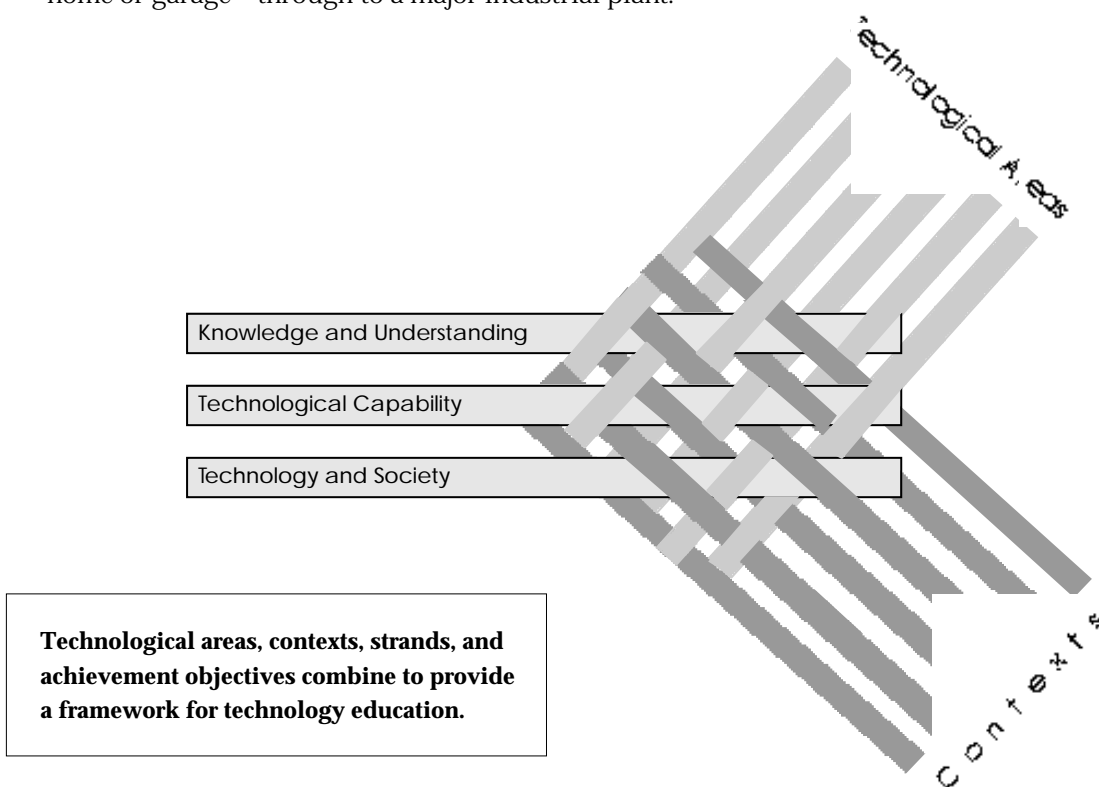 home or garage – through to a major industrial plant.
Technological Areas
Knowledge and Understanding
Technological Capability
Technology and Society
Technological areas, contexts, strands, and
achievement objectives combine to provide
a framework for technology education.
Contexts